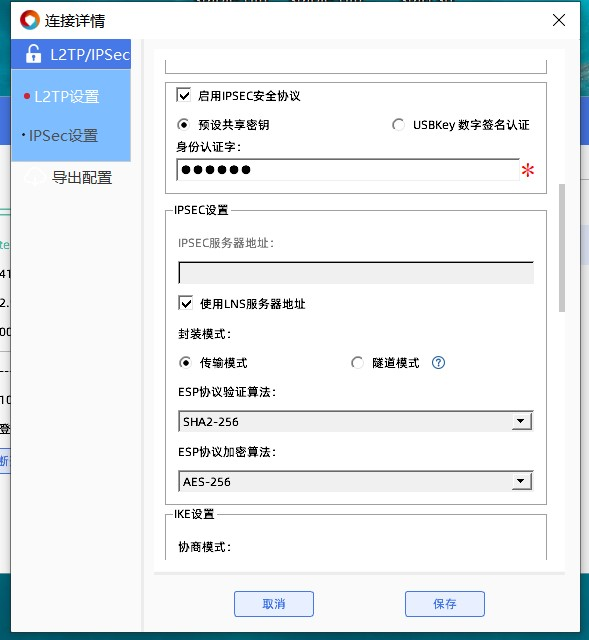 连接详情
L2TP/IPSec
L2TP设置
IPSec设置
导出配置
启用IPSEC安全协议
预设共享密钥
USBKey 数字签名认证
身份认证字：
●●●●●●
*
IPSEC设置
IPSEC服务器地址：
使用LNS服务器地址
封装模式：
传输模式
隧道模式
?
ESP协议验证算法：
SHA2-256
ESP协议加密算法：
AES-256
IKE设置
协商模式：
取消
保存